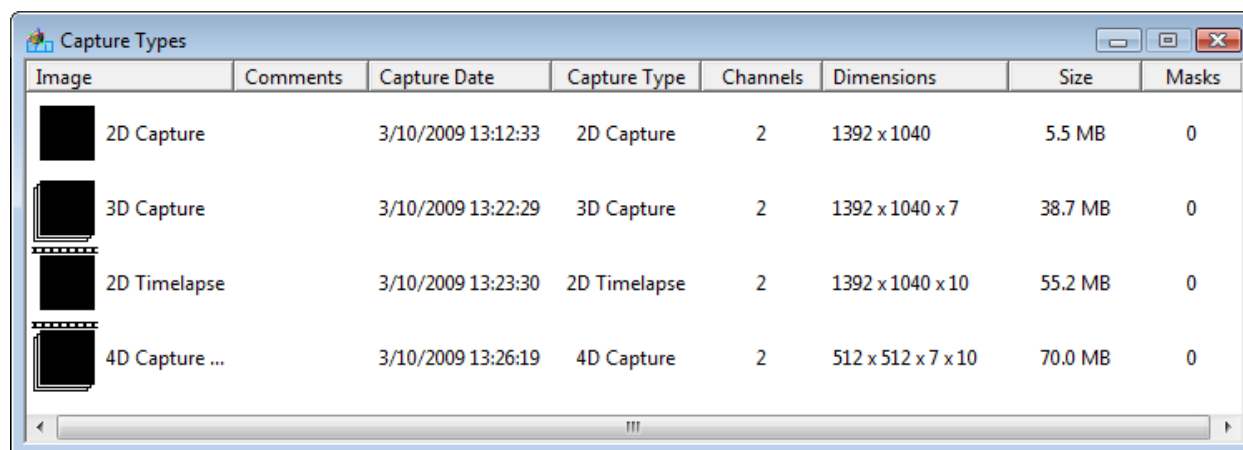 Capture Types
Image Comments Capture Date Capture Type Channels Dimensions Size Masks
2D Capture 3/10/2009 13:12:33 2D Capture 2 1392 x 1040 5.5 MB 0
3D Capture 3/10/2009 13:22:29 3D Capture 2 1392 x 1040 x 7 38.7 MB 0
2D Timelapse 3/10/2009 13:23:30 2D Timelapse 2 1392 x 1040 x 10 55.2 MB 0
4D Capture ... 3/10/2009 13:26:19 4D Capture 2 512 x 512 x 7 x 10 70.0 MB 0